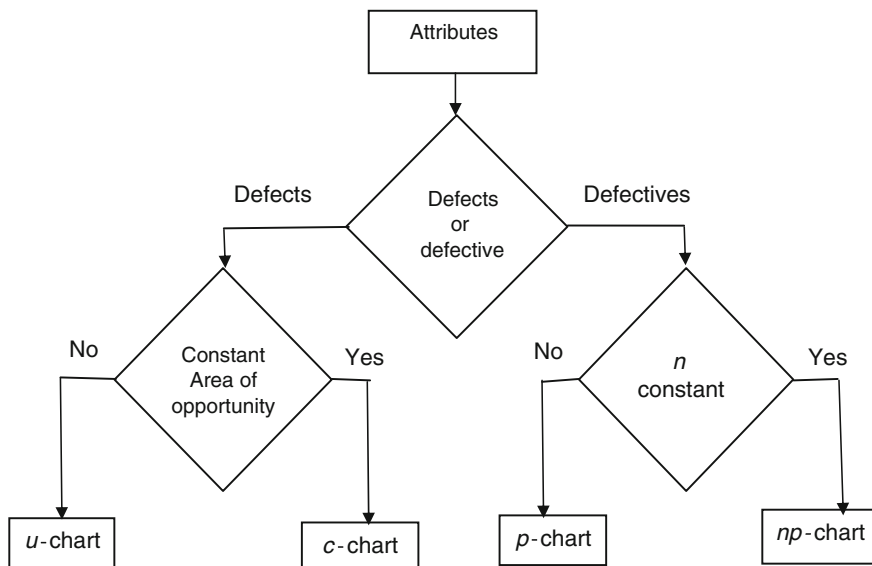 Attributes
Defects
Defects
or
defective
Defectives
No
Constant
Area of
opportunity
Yes
No
n
constant
Yes
u-chart
c-chart
p-chart
np-chart